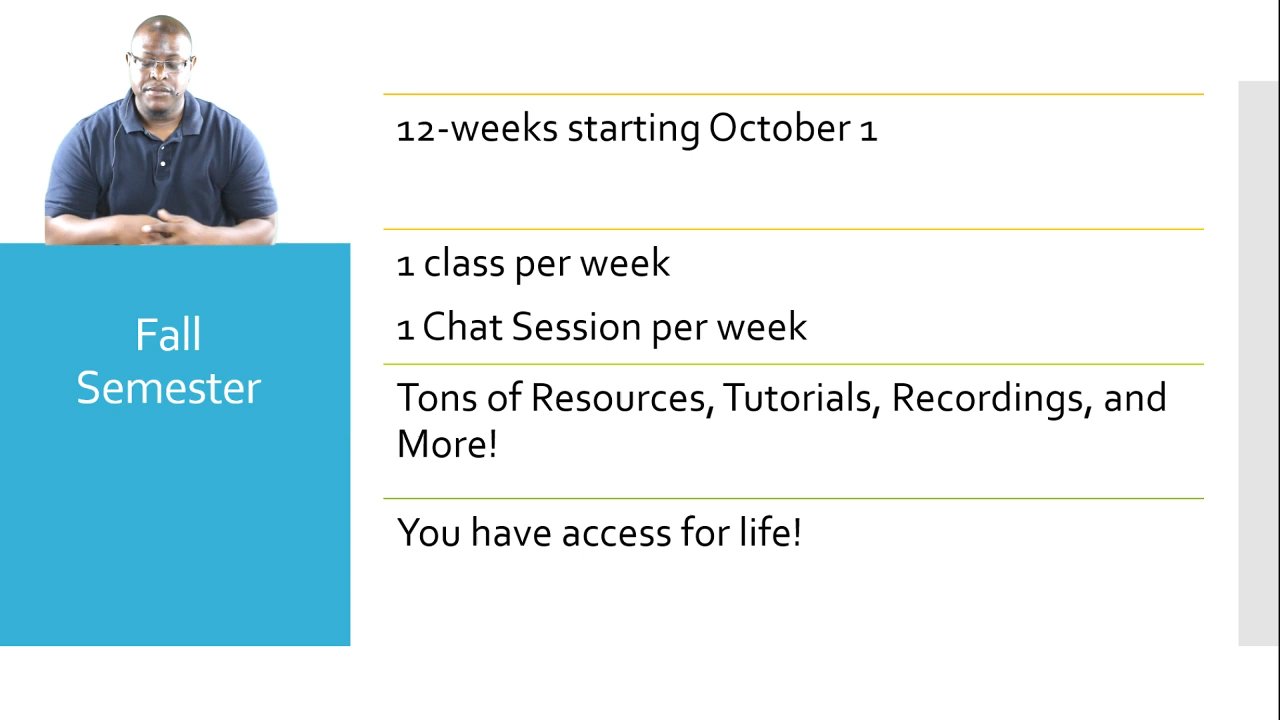 Fall
Semester
12-weeks starting October 1
1 class per week
1 Chat Session per week
Tons of Resources, Tutorials, Recordings, and
More!
You have access for life!